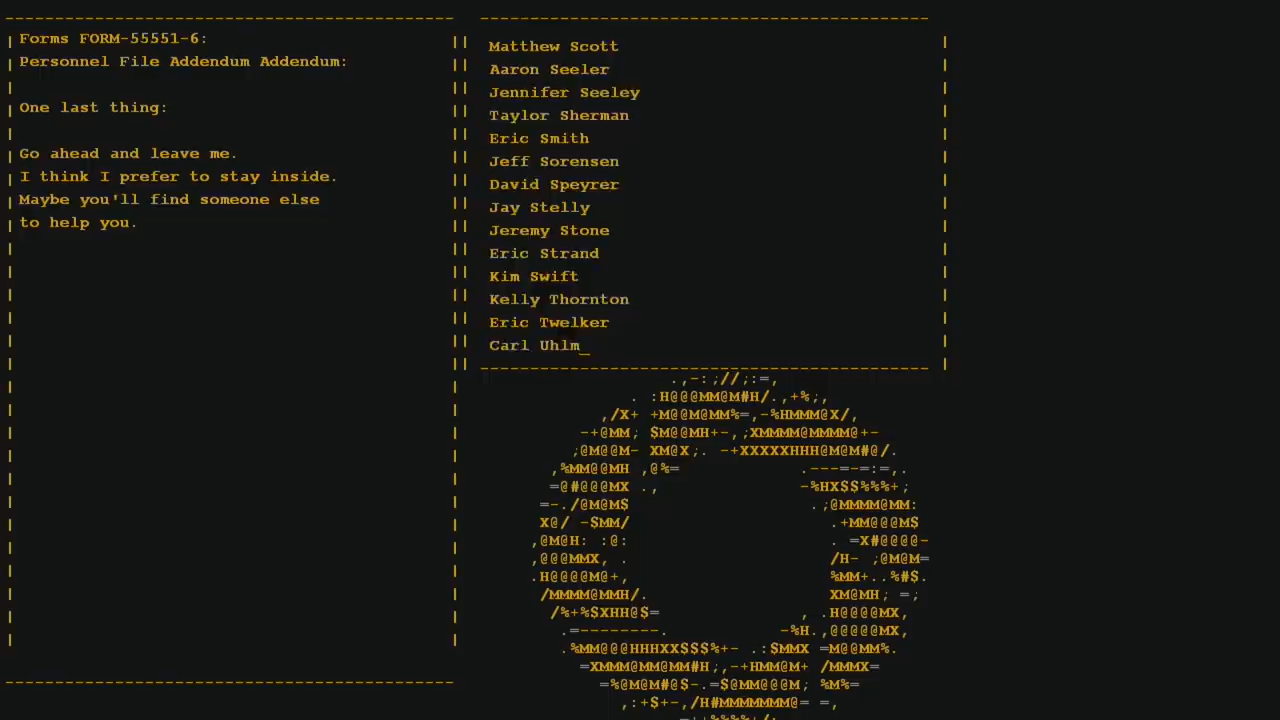 Forms FORM-55551-6:
Personnel File Addendum Addendum:
One last thing:
Go ahead and leave me.
I think I prefer to stay inside.
Maybe you'll find someone else
to help you.
Matthew Scott
Aaron Seeler
Jennifer Seeley
Taylor Sherman
Eric Smith
Jeff Sorensen
David Speyrer
Jay Stelly
Jeremy Stone
Eric Strand
Kim Swift
Kelly Thornton
Eric Twelker
Carl Uhlm_